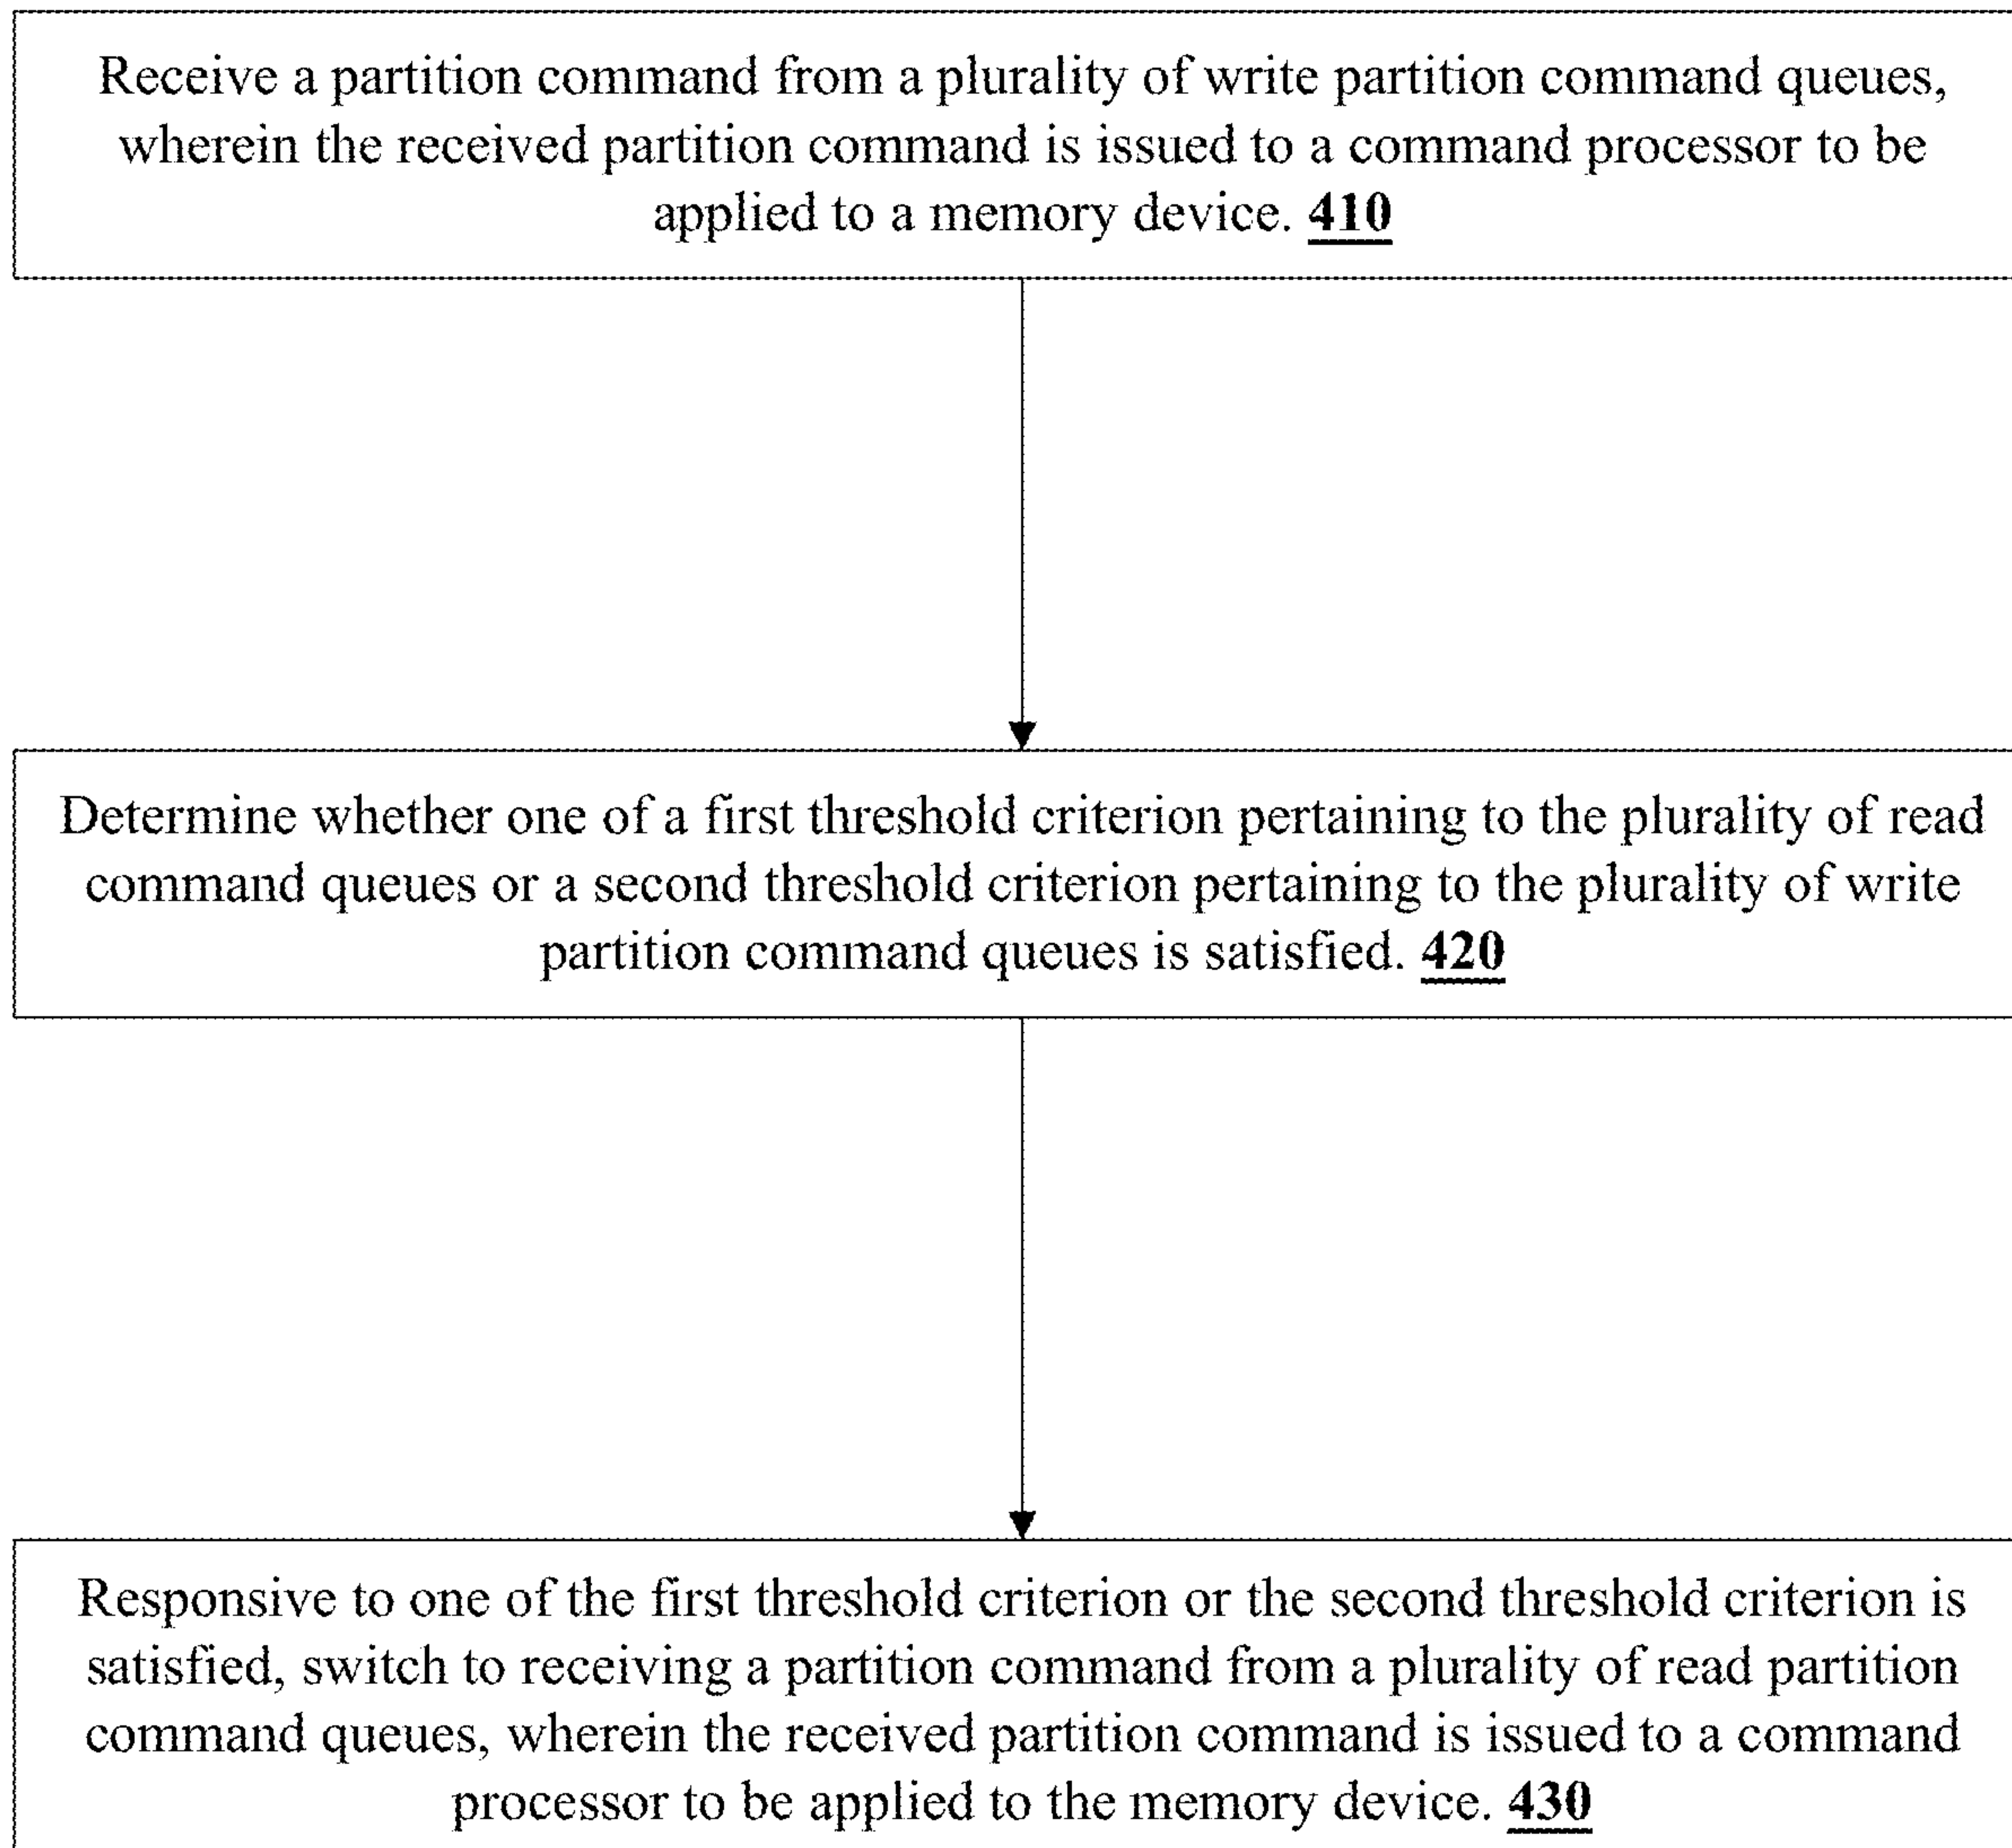 Receive a partition command from a plurality of write partition command queues,
wherein the received partition command is issued to a command processor to be
applied to a memory device. 410
Determine whether one of a first threshold criterion pertaining to the plurality of read
command queues or a second threshold criterion pertaining to the plurality of write
partition command queues is satisfied. 420
Responsive to one of the first threshold criterion or the second threshold criterion is
satisfied, switch to receiving a partition command from a plurality of read partition
command queues, wherein the received partition command is issued to a command
processor to be applied to the memory device. 430